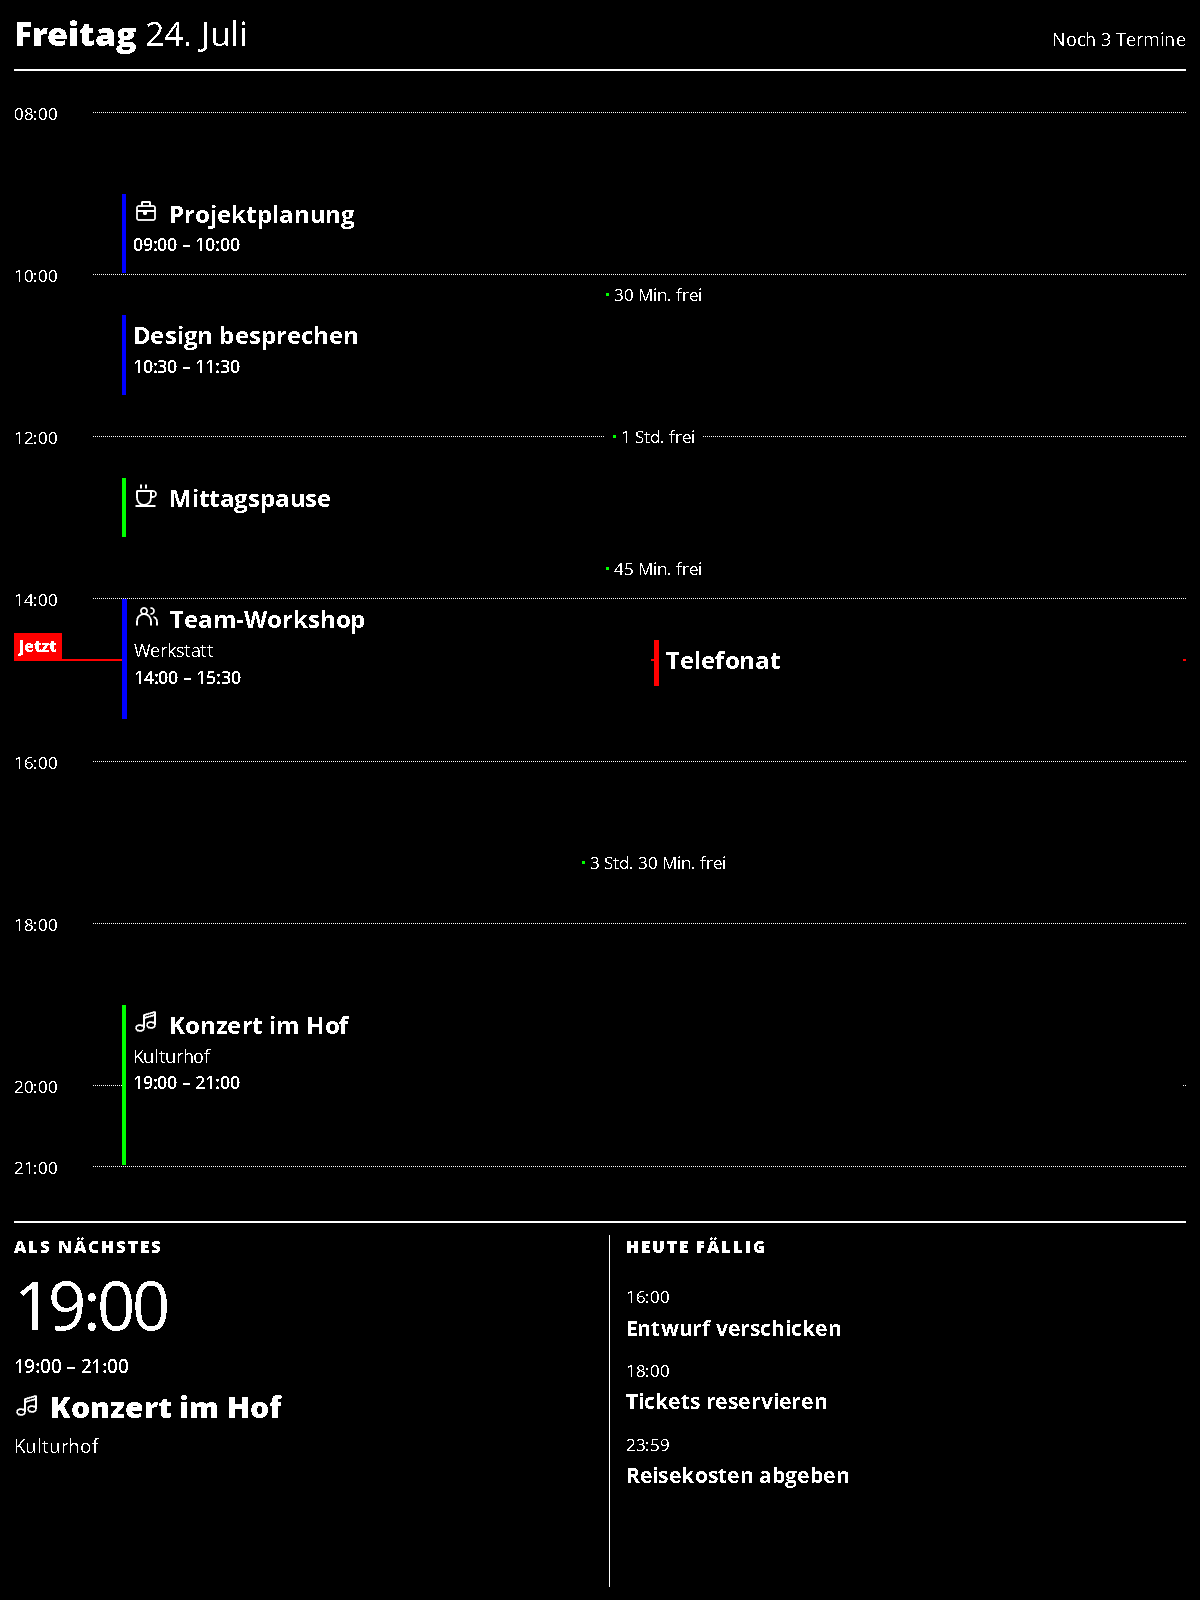 Freitag 24. Juli
Noch 3 Termine
08:00
Projektplanung
09:00 – 10:00
10:00
30 Min. frei
Design besprechen
10:30 – 11:30
12:00
1 Std. frei
Mittagspause
45 Min. frei
14:00
Team-Workshop
Jetzt
Werkstatt
Telefonat
14:00 – 15:30
16:00
3 Std. 30 Min. frei
18:00
Konzert im Hof
Kulturhof
19:00 – 21:00
20:00
21:00
ALS NÄCHSTES
19:00
19:00 – 21:00
Konzert im Hof
Kulturhof
HEUTE FÄLLIG
16:00
Entwurf verschicken
18:00
Tickets reservieren
23:59
Reisekosten abgeben